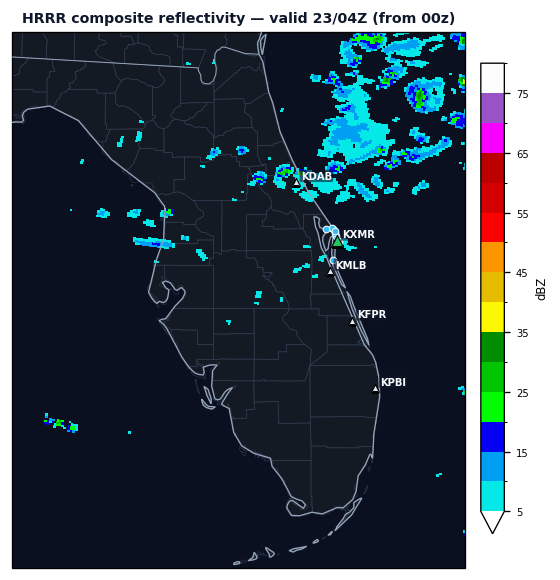 HRRR composite reflectivity — valid 23/04Z (from 00z)
KDAB
KXMR
KMLB
KFPR
KPBI
75
65
55
45
35
25
15
5
dBZ